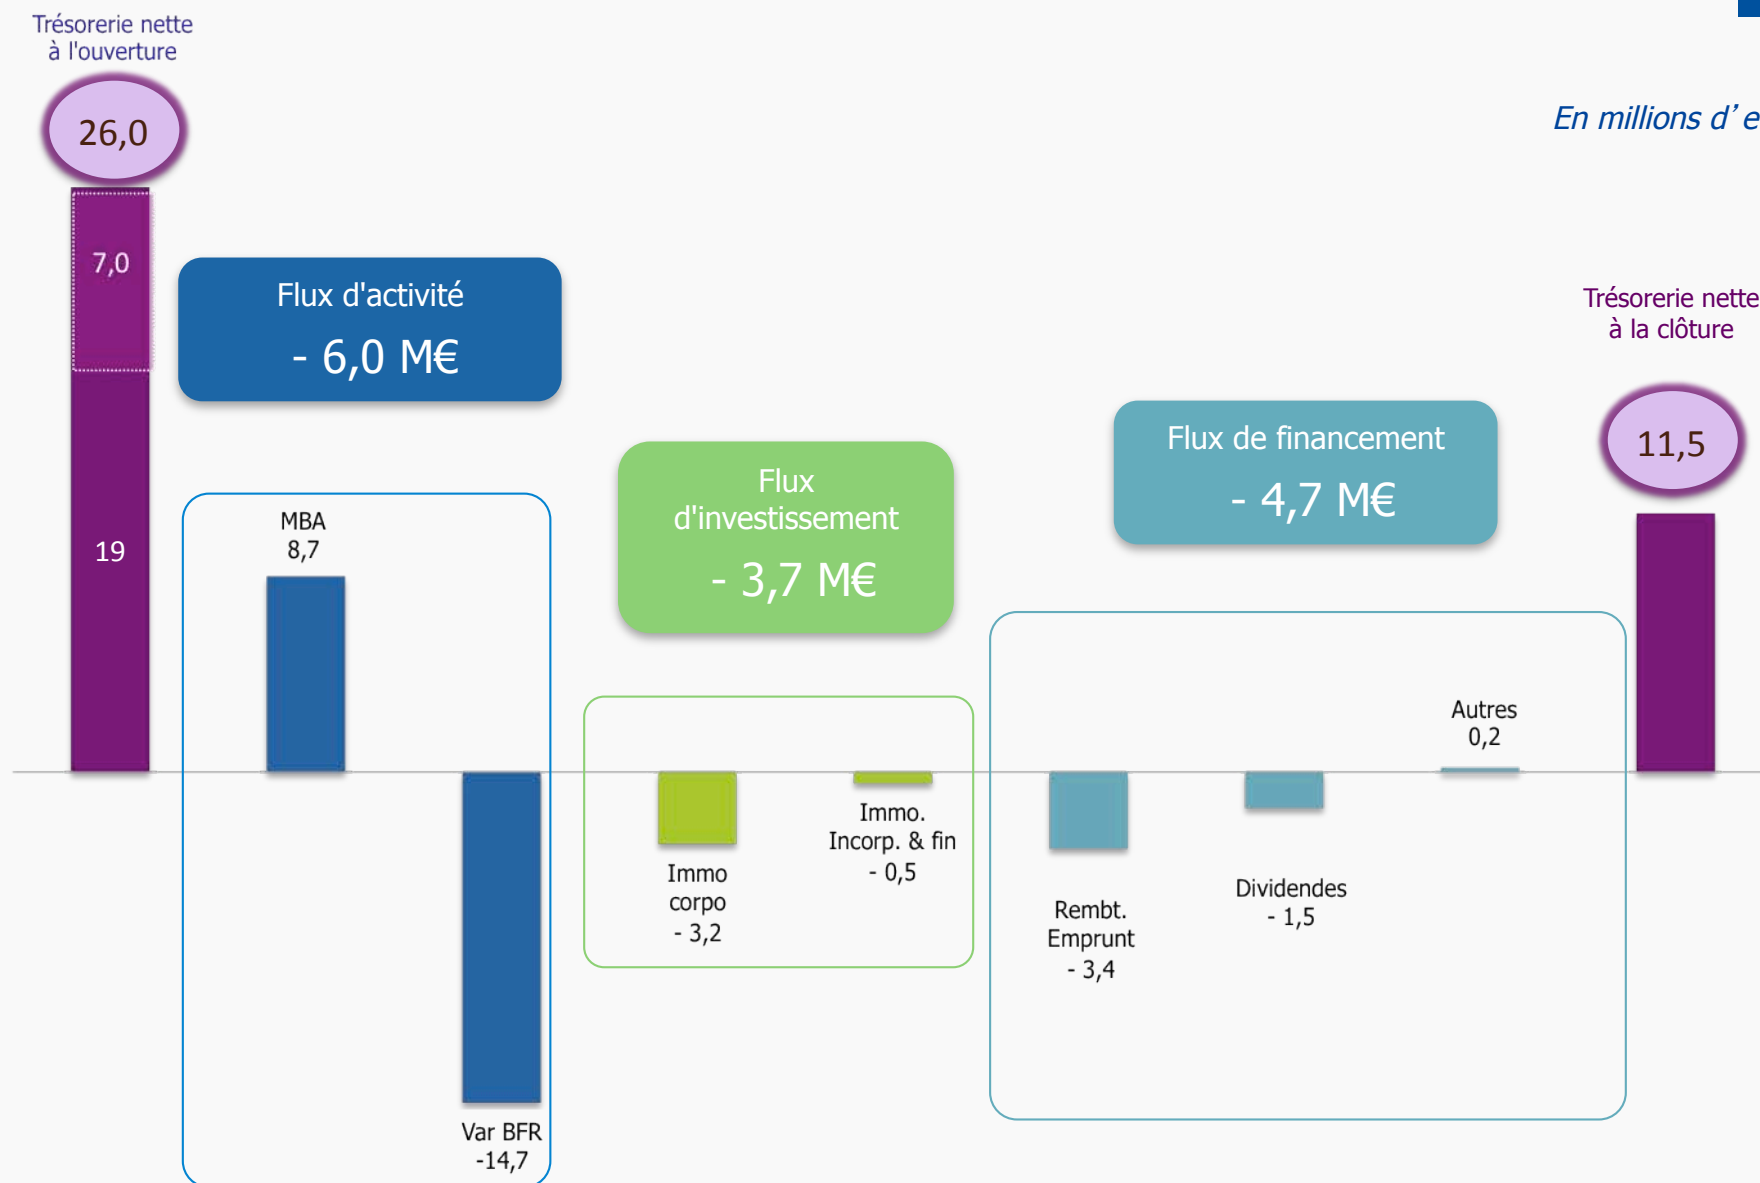 Trésorerie nette
à l'ouverture
26,0
En millions d’e
7,0
19
Flux d'activité
- 6,0 M€
Trésorerie nette
à la clôture
11,5
Flux
d'investissement
- 3,7 M€
Flux de financement
- 4,7 M€
MBA
8,7
Var BFR
-14,7
Immo
corpo
- 3,2
Immo.
Incorp. & fin
- 0,5
Rembt.
Emprunt
- 3,4
Dividendes
- 1,5
Autres
0,2